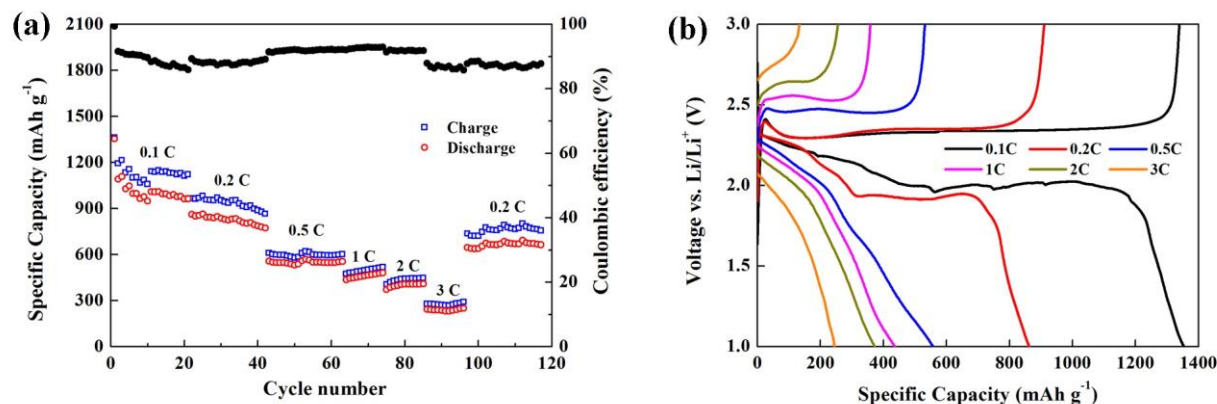 (a)
2100
1800
1500
1200
900
600
300
0
Specific Capacity (mAh g⁻¹)
100
80
60
40
20
0
Coulombic efficiency (%)
Charge
Discharge
0.1 C
0.2 C
0.5 C
1 C
2 C
3 C
0.2 C
0 20 40 60 80 100 120
Cycle number
(b)
3.0
2.5
2.0
1.5
1.0
Voltage vs. Li/Li⁺ (V)
0.1C 0.2C 0.5C
1C 2C 3C
0 200 400 600 800 1000 1200 1400
Specific Capacity (mAh g⁻¹)